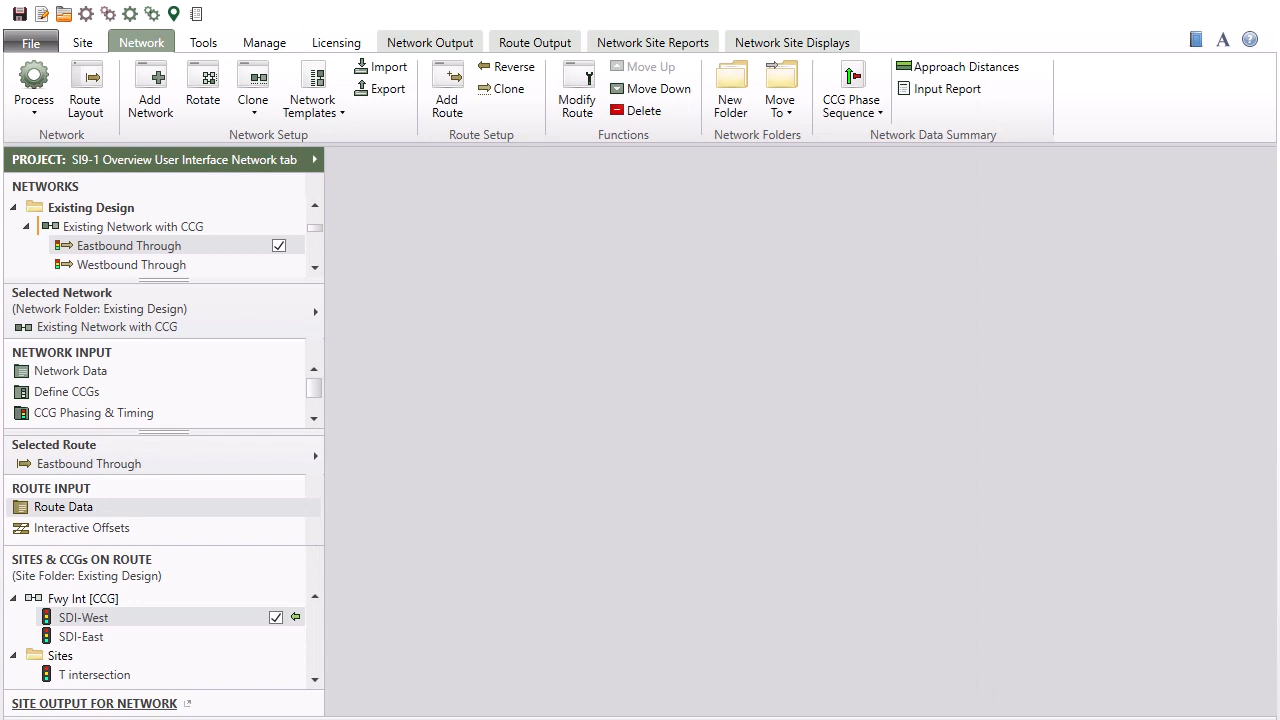 File Site Network Tools Manage Licensing Network Output Route Output Network Site Reports Network Site Displays
Process Route Layout
Network
Add Network Rotate Clone Network Templates Import Export
Network Setup
Add Route Reverse Clone
Route Setup
Modify Route Move Up Move Down Delete
Functions
New Folder Move To
Network Folders
CCG Phase Sequence Approach Distances Input Report
Network Data Summary
PROJECT: SI9-1 Overview User Interface Network tab
NETWORKS
Existing Design
Existing Network with CCG
Eastbound Through
Westbound Through
Selected Network
(Network Folder: Existing Design)
Existing Network with CCG
NETWORK INPUT
Network Data
Define CCGs
CCG Phasing & Timing
Selected Route
Eastbound Through
ROUTE INPUT
Route Data
Interactive Offsets
SITES & CCGs ON ROUTE
(Site Folder: Existing Design)
Fwy Int [CCG]
SDI-West
SDI-East
Sites
T intersection
SITE OUTPUT FOR NETWORK